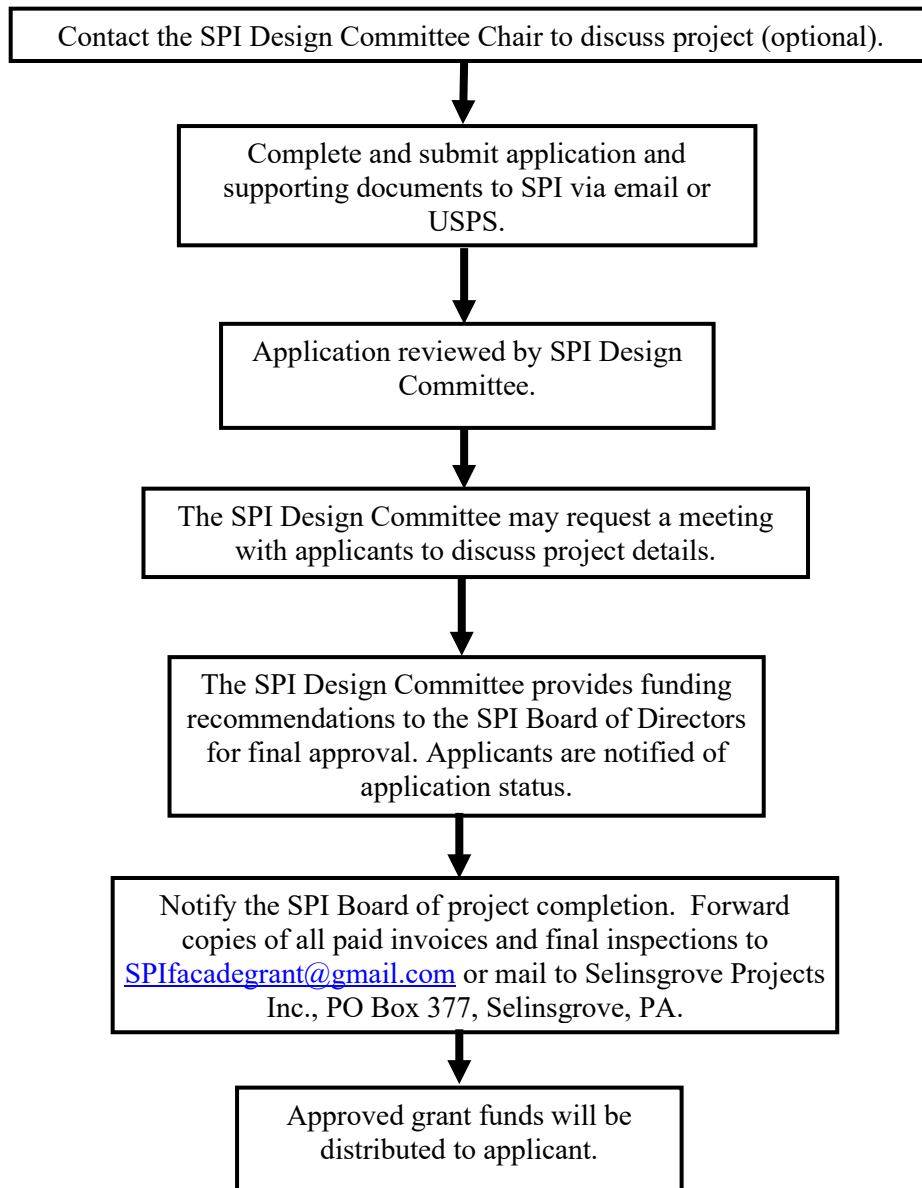 Contact the SPI Design Committee Chair to discuss project (optional).
Complete and submit application and
supporting documents to SPI via email or
USPS.
Application reviewed by SPI Design
Committee.
The SPI Design Committee may request a meeting
with applicants to discuss project details.
The SPI Design Committee provides funding
recommendations to the SPI Board of Directors
for final approval. Applicants are notified of
application status.
Notify the SPI Board of project completion.  Forward
copies of all paid invoices and final inspections to
SPIfacadegrant@gmail.com or mail to Selinsgrove Projects
Inc., PO Box 377, Selinsgrove, PA.
Approved grant funds will be
distributed to applicant.